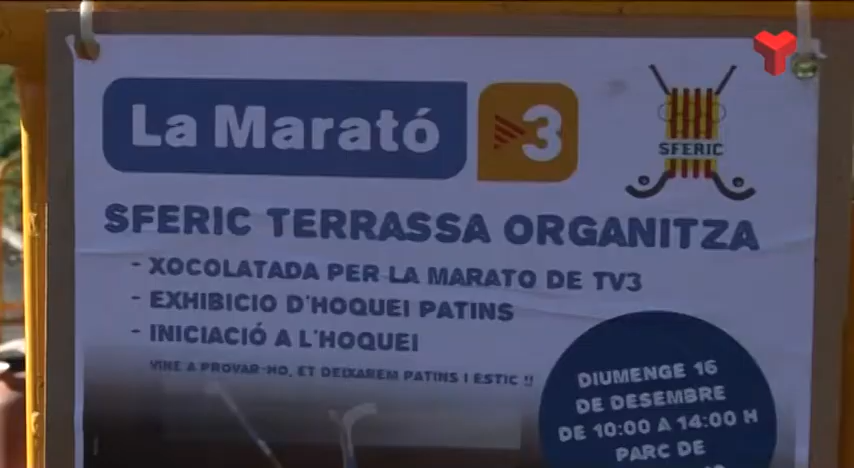 La Marató 3
SFERIC
SFERIC TERRASSA ORGANITZA
- XOCOLATADA PER LA MARATO DE TV3
- EXHIBICIO D'HOQUEI PATINS
- INICIACIÓ A L'HOQUEI
VINE A PROVAR-HO, ET DEIXAREM PATINS I ESTIC !!
DIUMENGE 16
DE DESEMBRE
DE 10:00 A 14:00 H
PARC DE